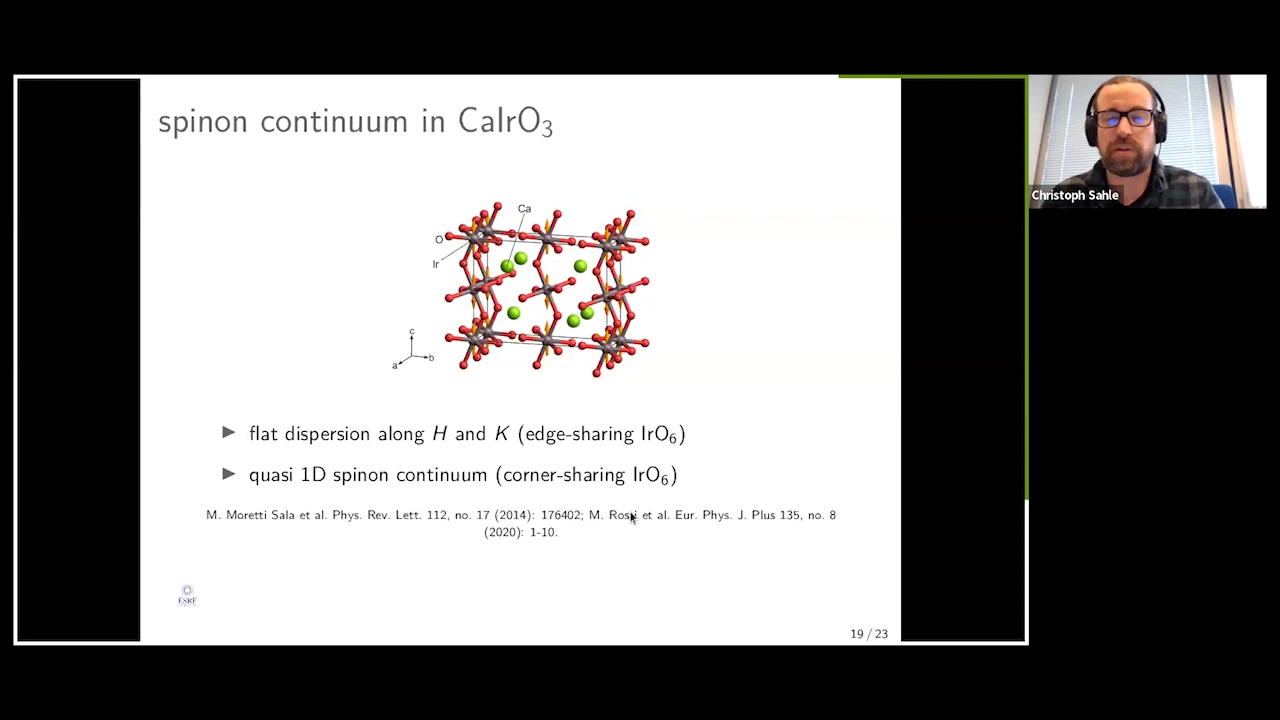 spinon continuum in CaIrO3
Ca
O
Ir
c
b
a
▶ flat dispersion along H and K (edge-sharing IrO6)
▶ quasi 1D spinon continuum (corner-sharing IrO6)
M. Moretti Sala et al. Phys. Rev. Lett. 112, no. 17 (2014): 176402; M. Rossi et al. Eur. Phys. J. Plus 135, no. 8
(2020): 1-10.
ESRF
19 / 23
Christoph Sahle